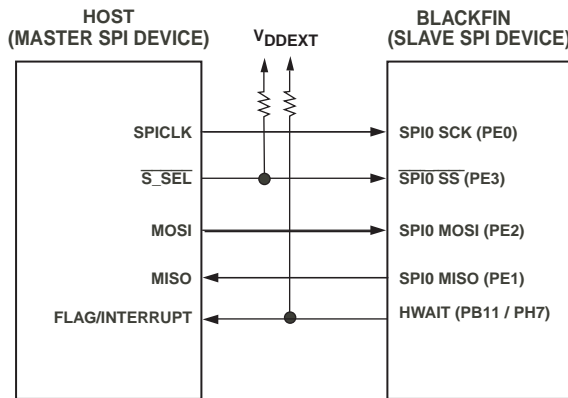 HOST
(MASTER SPI DEVICE)
VDDEXT
BLACKFIN
(SLAVE SPI DEVICE)
SPICLK
SPI0 SCK (PE0)
S_SEL
SPI0 SS (PE3)
MOSI
SPI0 MOSI (PE2)
MISO
SPI0 MISO (PE1)
FLAG/INTERRUPT
HWAIT (PB11 / PH7)